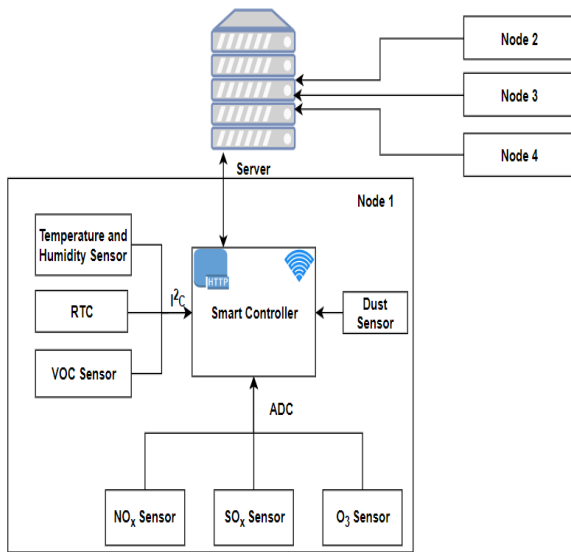 Node 2
Node 3
Node 4
Server
Node 1
Temperature and
Humidity Sensor
HTTP
I²C
RTC
Smart Controller
Dust
Sensor
VOC Sensor
ADC
NOₓ Sensor
SOₓ Sensor
O₃ Sensor